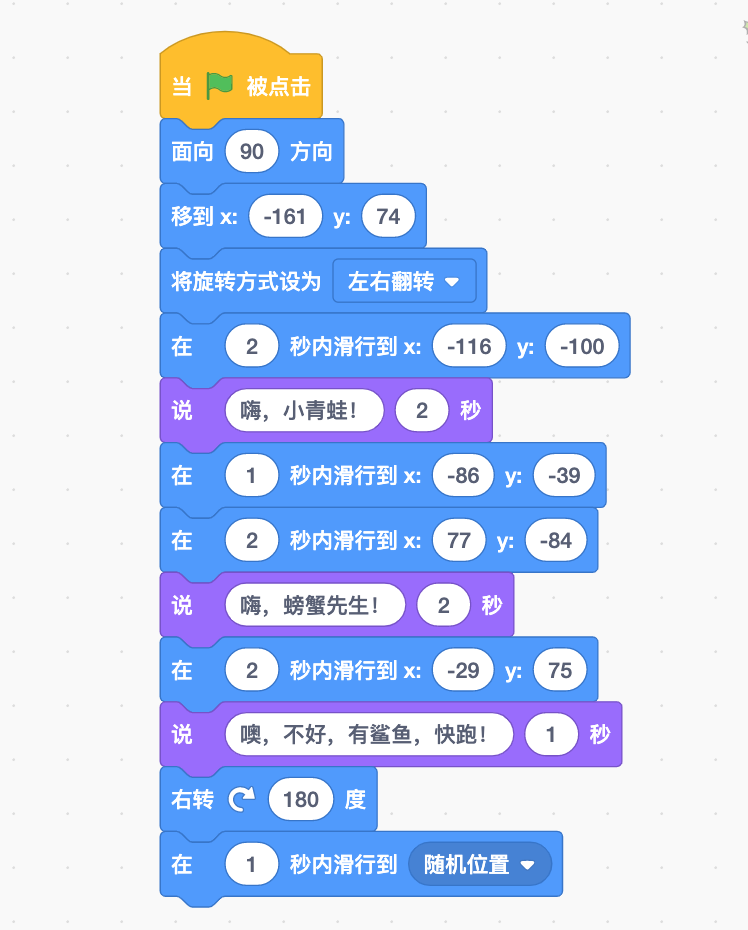 当 被点击
面向 90 方向
移到 x: -161 y: 74
将旋转方式设为 左右翻转
在 2 秒内滑行到 x: -116 y: -100
说 嗨，小青蛙！ 2 秒
在 1 秒内滑行到 x: -86 y: -39
在 2 秒内滑行到 x: 77 y: -84
说 嗨，螃蟹先生！ 2 秒
在 2 秒内滑行到 x: -29 y: 75
说 噢，不好，有鲨鱼，快跑！ 1 秒
右转 180 度
在 1 秒内滑行到 随机位置